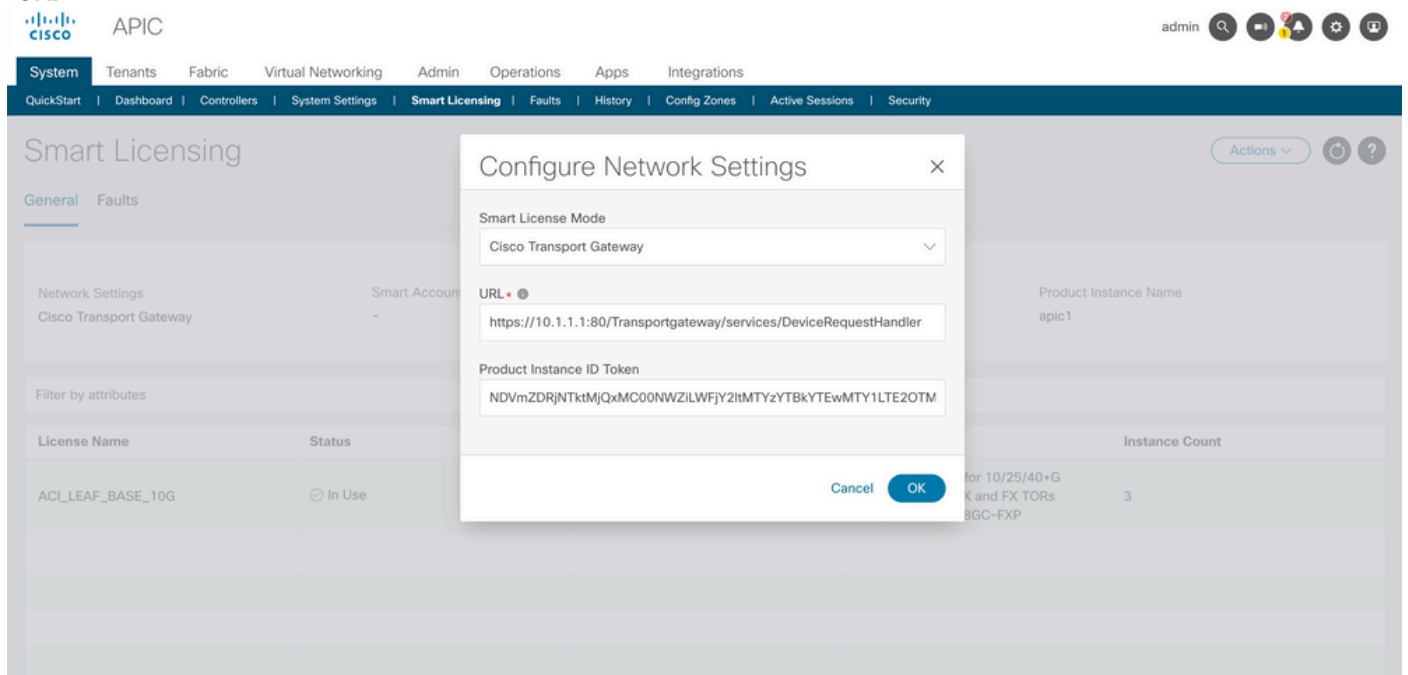 CISCO
APIC
admin
2
1
System Tenants Fabric Virtual Networking Admin Operations Apps Integrations
QuickStart | Dashboard | Controllers | System Settings | Smart Licensing | Faults | History | Config Zones | Active Sessions | Security
Smart Licensing
Actions
?
General Faults
Configure Network Settings
Smart License Mode
Cisco Transport Gateway
Network Settings
Smart Account
URL
Product Instance Name
Cisco Transport Gateway
-
https://10.1.1.1:80/Transportgateway/services/DeviceRequestHandler
apic1
Product Instance ID Token
Filter by attributes
NDVmZDRjNTktMjQxMC00NWZiLWFjY2ItMTYzYTBkYTEwMTY1LTE2OTM
License Name Status Instance Count
Cancel OK
for 10/25/40+G
ACI_LEAF_BASE_10G In Use X and FX TORs 3
8GC-FXP